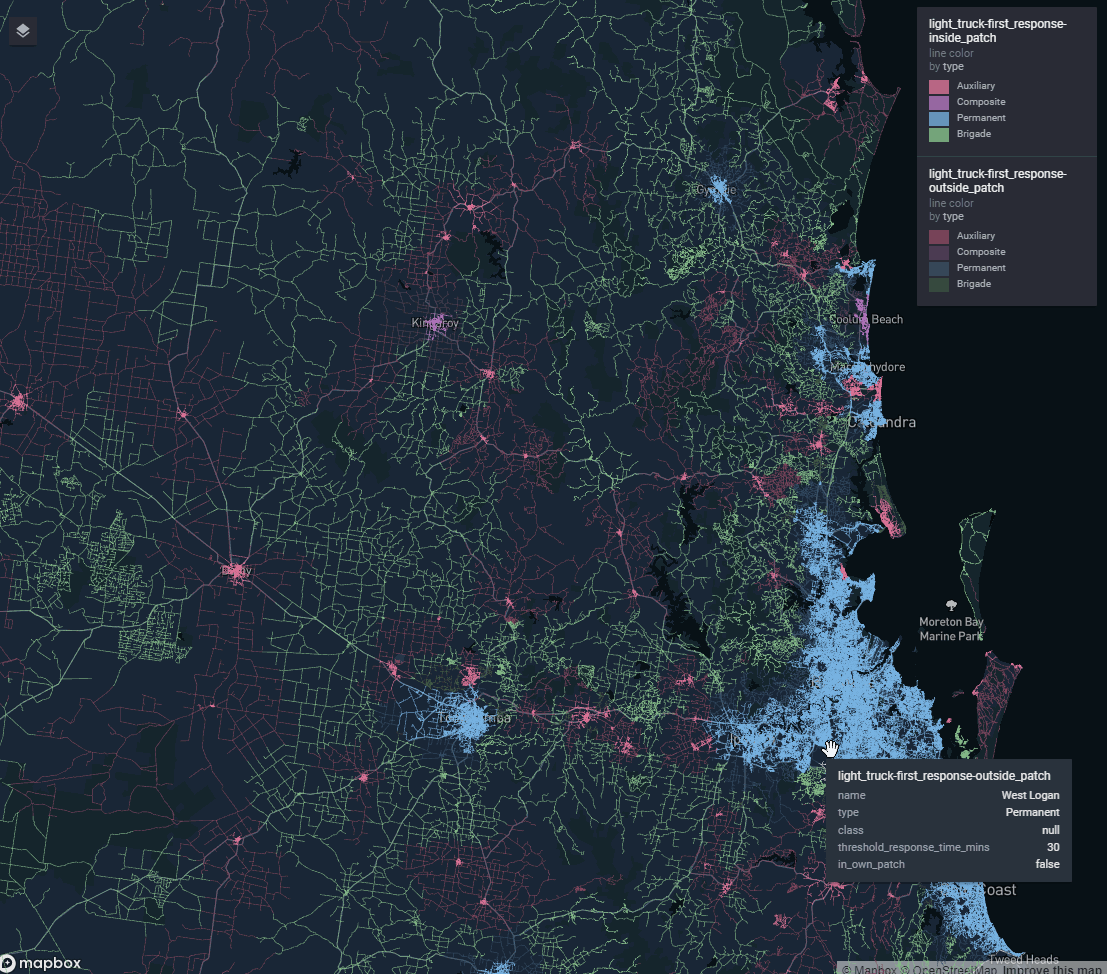 light_truck-first_response-
inside_patch
line color
by type
Auxiliary
Composite
Permanent
Brigade
light_truck-first_response-
outside_patch
line color
by type
Auxiliary
Composite
Permanent
Brigade
Gympie
Coolum Beach
Kingaroy
Maroochydore
Caloundra
Dalby
Moreton Bay
Marine Park
Toowoomba
light_truck-first_response-outside_patch
name West Logan
type Permanent
class null
threshold_response_time_mins 30
in_own_patch false
Coast
Tweed Heads
mapbox
© Mapbox © OpenStreetMap Improve this map